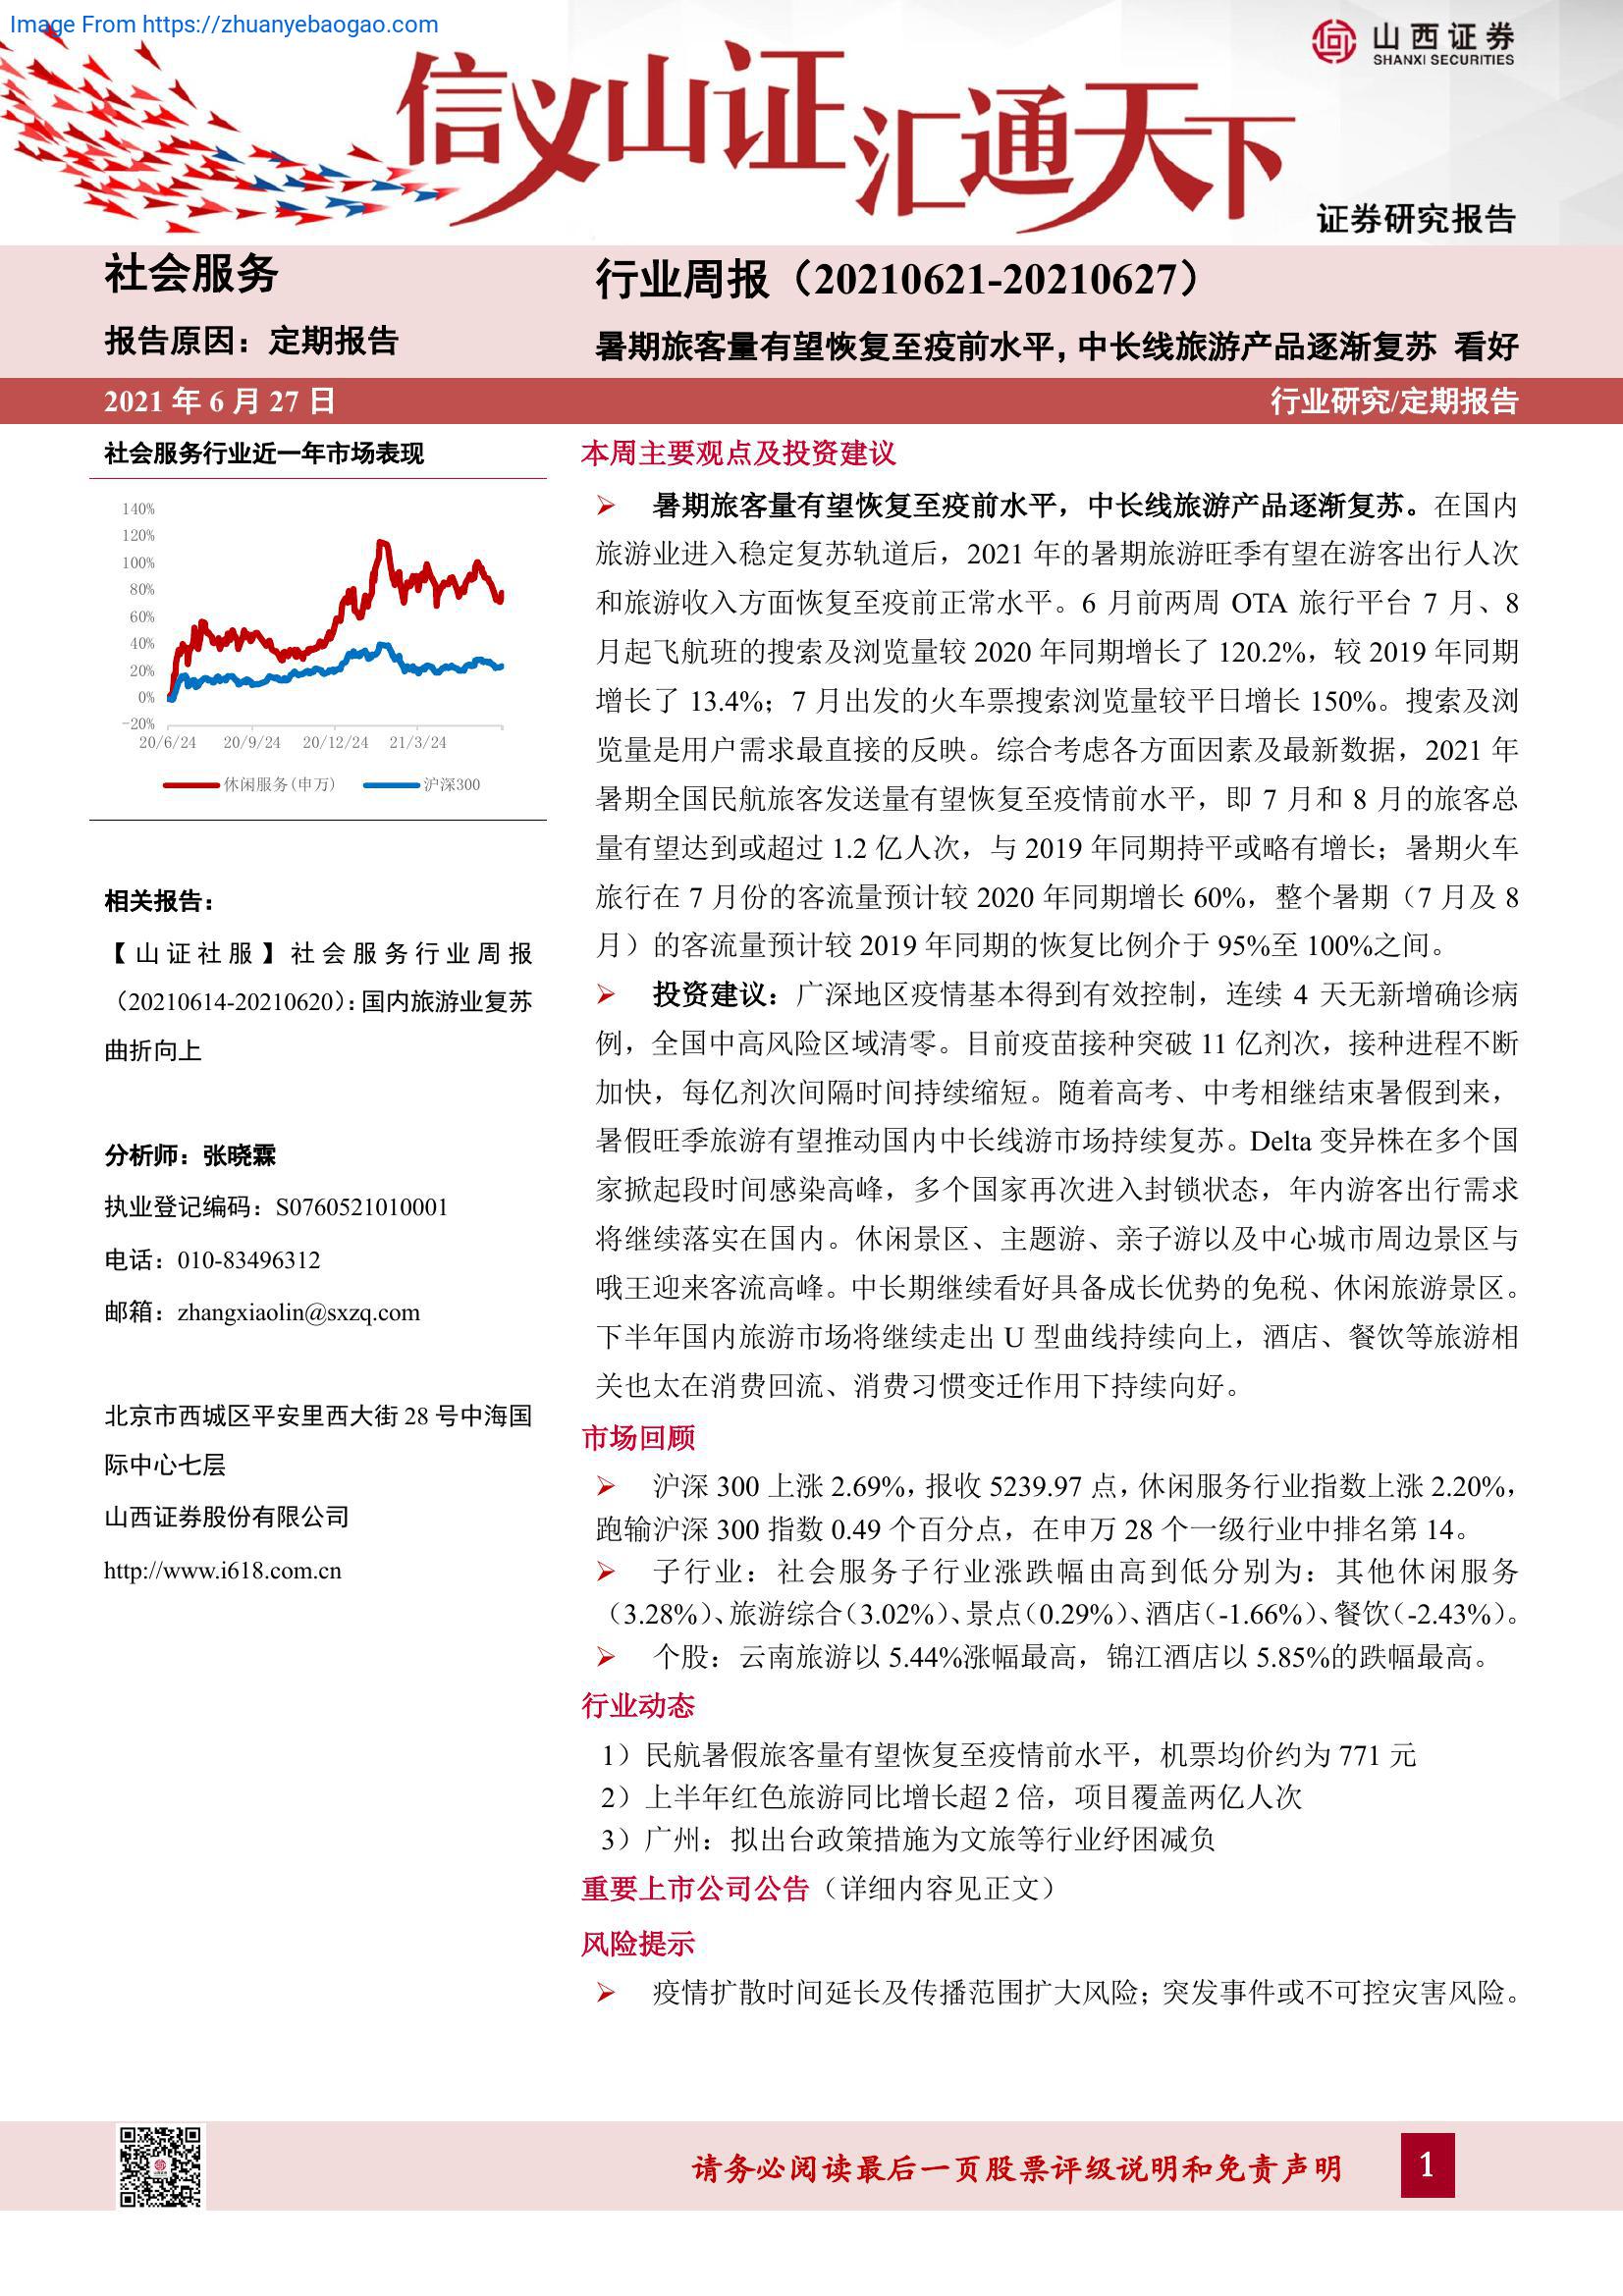 Image From https://zhuanyebaogao.com
山西证券
SHANXI SECURITIES
信义山证汇通天下
证券研究报告
社会服务
报告原因：定期报告
行业周报（20210621-20210627）
暑期旅客量有望恢复至疫前水平，中长线旅游产品逐渐复苏 看好
2021 年 6 月 27 日
行业研究/定期报告
社会服务行业近一年市场表现
140%
120%
100%
80%
60%
40%
20%
0%
-20%
20/6/24 20/9/24 20/12/24 21/3/24
休闲服务(申万) 沪深300
相关报告：
【山证社服】社会服务行业周报
（20210614-20210620）：国内旅游业复苏
曲折向上
分析师：张晓霖
执业登记编码：S0760521010001
电话：010-83496312
邮箱：zhangxiaolin@sxzq.com
北京市西城区平安里西大街 28 号中海国
际中心七层
山西证券股份有限公司
http://www.i618.com.cn
本周主要观点及投资建议
➢ 暑期旅客量有望恢复至疫前水平，中长线旅游产品逐渐复苏。在国内
旅游业进入稳定复苏轨道后，2021 年的暑期旅游旺季有望在游客出行人次
和旅游收入方面恢复至疫前正常水平。6 月前两周 OTA 旅行平台 7 月、8
月起飞航班的搜索及浏览量较 2020 年同期增长了 120.2%，较 2019 年同期
增长了 13.4%；7 月出发的火车票搜索浏览量较平日增长 150%。搜索及浏
览量是用户需求最直接的反映。综合考虑各方面因素及最新数据，2021 年
暑期全国民航旅客发送量有望恢复至疫情前水平，即 7 月和 8 月的旅客总
量有望达到或超过 1.2 亿人次，与 2019 年同期持平或略有增长；暑期火车
旅行在 7 月份的客流量预计较 2020 年同期增长 60%，整个暑期（7 月及 8
月）的客流量预计较 2019 年同期的恢复比例介于 95%至 100%之间。
➢ 投资建议：广深地区疫情基本得到有效控制，连续 4 天无新增确诊病
例，全国中高风险区域清零。目前疫苗接种突破 11 亿剂次，接种进程不断
加快，每亿剂次间隔时间持续缩短。随着高考、中考相继结束暑假到来，
暑假旺季旅游有望推动国内中长线游市场持续复苏。Delta 变异株在多个国
家掀起段时间感染高峰，多个国家再次进入封锁状态，年内游客出行需求
将继续落实在国内。休闲景区、主题游、亲子游以及中心城市周边景区与
哦王迎来客流高峰。中长期继续看好具备成长优势的免税、休闲旅游景区。
下半年国内旅游市场将继续走出 U 型曲线持续向上，酒店、餐饮等旅游相
关也太在消费回流、消费习惯变迁作用下持续向好。
市场回顾
➢ 沪深 300 上涨 2.69%，报收 5239.97 点，休闲服务行业指数上涨 2.20%，
跑输沪深 300 指数 0.49 个百分点，在申万 28 个一级行业中排名第 14。
➢ 子行业：社会服务子行业涨跌幅由高到低分别为：其他休闲服务
（3.28%）、旅游综合（3.02%）、景点（0.29%）、酒店（-1.66%）、餐饮（-2.43%）。
➢ 个股：云南旅游以 5.44%涨幅最高，锦江酒店以 5.85%的跌幅最高。
行业动态
1）民航暑假旅客量有望恢复至疫情前水平，机票均价约为 771 元
2）上半年红色旅游同比增长超 2 倍，项目覆盖两亿人次
3）广州：拟出台政策措施为文旅等行业纾困减负
重要上市公司公告（详细内容见正文）
风险提示
➢ 疫情扩散时间延长及传播范围扩大风险；突发事件或不可控灾害风险。
请务必阅读最后一页股票评级说明和免责声明
1